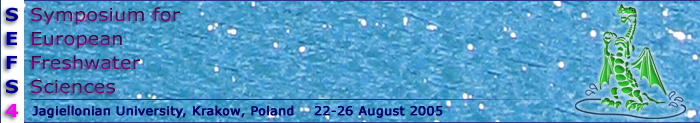 S Symposium for
E European
F Freshwater
S Sciences
4 Jagiellonian University, Krakow, Poland 22-26 August 2005